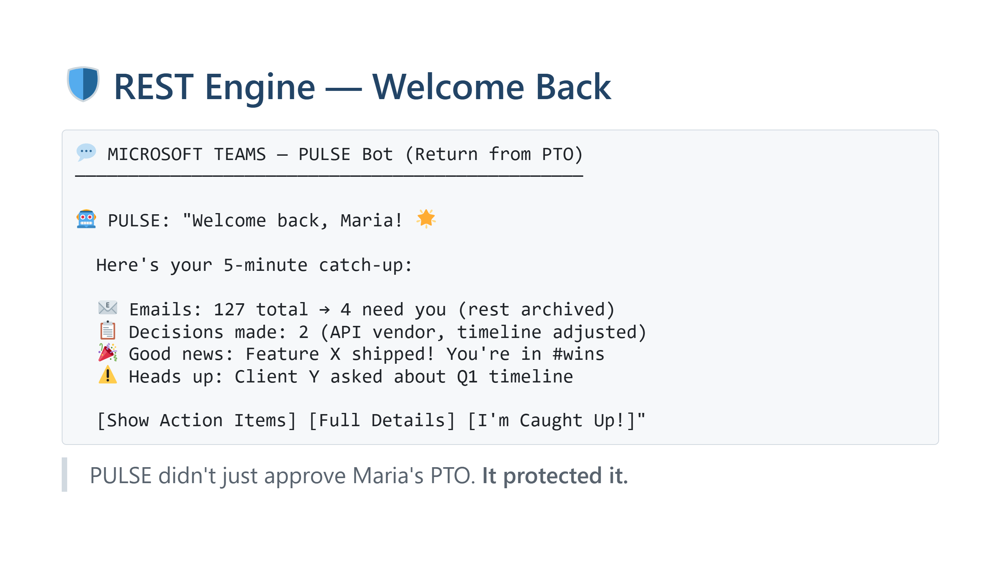 🛡️ REST Engine — Welcome Back
💬 MICROSOFT TEAMS — PULSE Bot (Return from PTO)
🤖 PULSE: "Welcome back, Maria! 🌟
Here's your 5-minute catch-up:
📧 Emails: 127 total → 4 need you (rest archived)
📋 Decisions made: 2 (API vendor, timeline adjusted)
🎉 Good news: Feature X shipped! You're in #wins
⚠️ Heads up: Client Y asked about Q1 timeline
[Show Action Items] [Full Details] [I'm Caught Up!]"
PULSE didn't just approve Maria's PTO. It protected it.